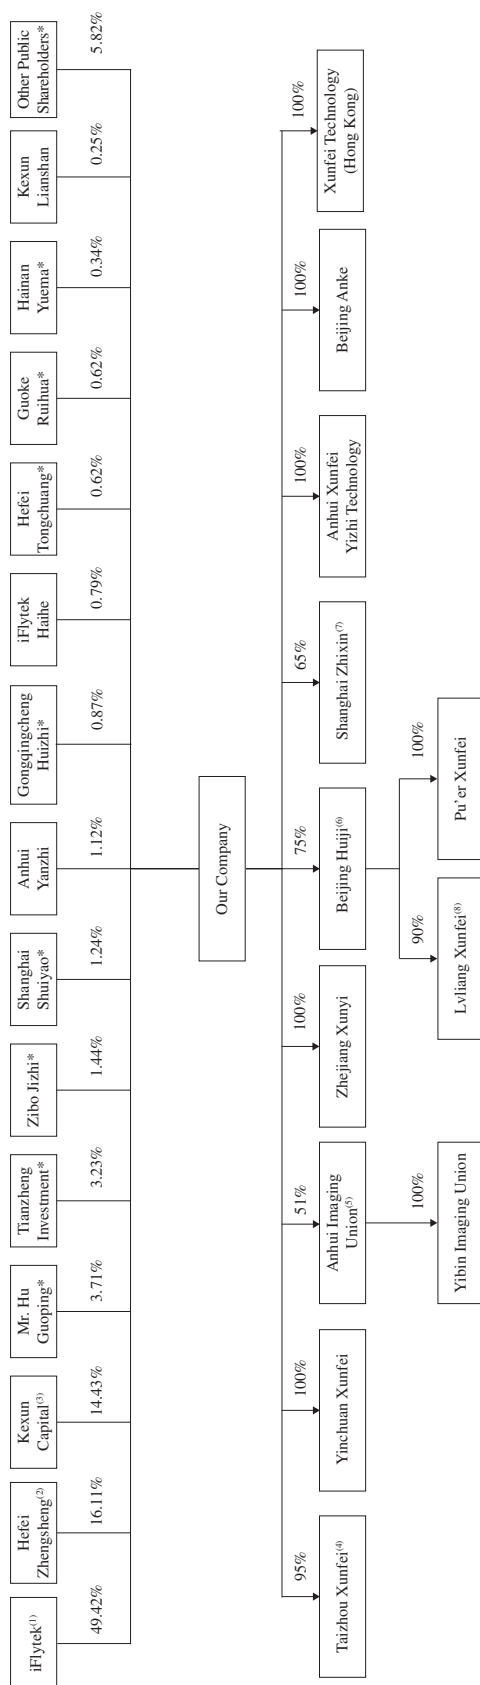 iFlytek(1)
Hefei
Zhengsheng(2)
Kexun
Capital(3)
Mr. Hu
Guoping*
Tianzheng
Investment*
Zibo Jizhi*
Shanghai
Shuiyao*
Anhui
Yanzhi
Gongqingcheng
Huizhi*
iFlytek
Haihe
Hefei
Tongchuang*
Guoke
Ruihua*
Hainan
Yuema*
Kexun
Lianshan
Other Public
Shareholders*
49.42%
16.11%
14.43%
3.71%
3.23%
1.44%
1.24%
1.12%
0.87%
0.79%
0.62%
0.62%
0.34%
0.25%
5.82%
Our Company
95%
100%
51%
100%
75%
65%
100%
100%
100%
Taizhou Xunfei(4)
Yinchuan Xunfei
Anhui Imaging
Union(5)
Zhejiang Xunyi
Beijing Huiji(6)
Shanghai Zhixin(7)
Anhui Xunfei
Yizhi Technology
Beijing Anke
Xunfei Technology
(Hong Kong)
100%
90%
100%
Yibin Imaging Union
Lvliang Xunfei(8)
Pu'er Xunfei